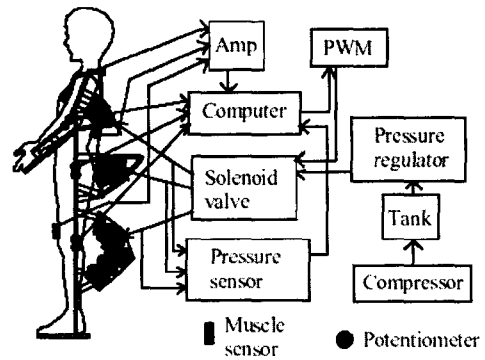 Amp
PWM
Computer
Pressure
regulator
Solenoid
valve
Tank
Pressure
sensor
Compressor
Muscle
sensor
Potentiometer